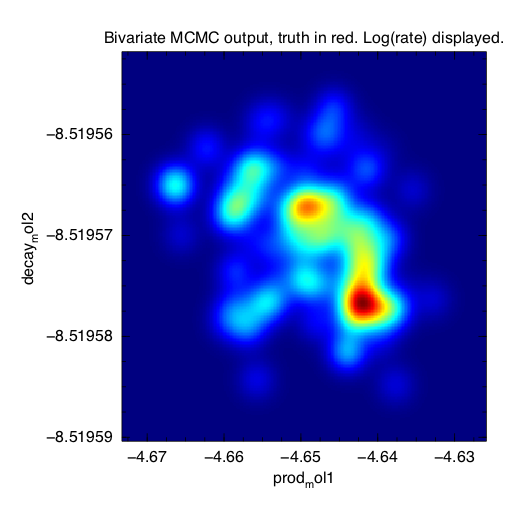 Bivariate MCMC output, truth in red. Log(rate) displayed.
−8.51956
−8.51957
−8.51958
−8.51959
decay_mol2
−4.67 −4.66 −4.65 −4.64 −4.63
prod_mol1